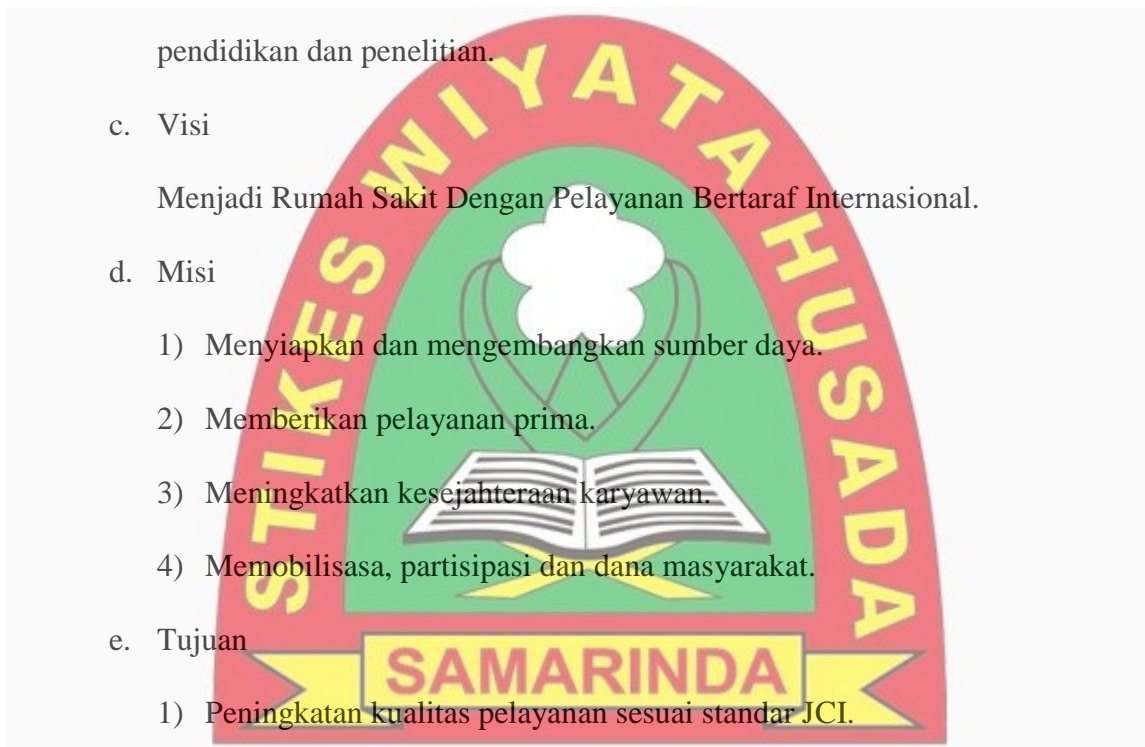 pendidikan dan penelitian.
c. Visi
Menjadi Rumah Sakit Dengan Pelayanan Bertaraf Internasional.
d. Misi
1) Menyiapkan dan mengembangkan sumber daya.
2) Memberikan pelayanan prima.
3) Meningkatkan kesejahteraan karyawan.
4) Memobilisasa, partisipasi dan dana masyarakat.
e. Tujuan
1) Peningkatan kualitas pelayanan sesuai standar JCI.
STIKES WIYATA HUSADA
SAMARINDA